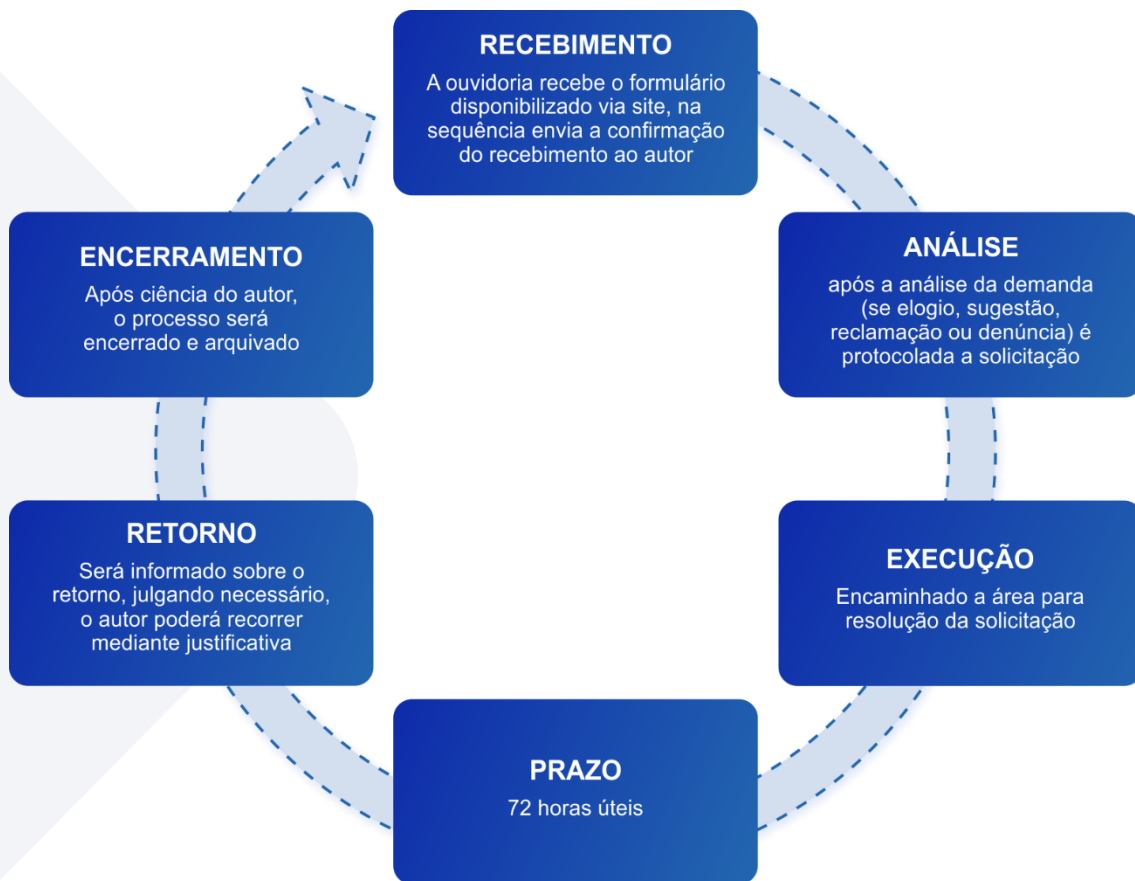 RECEBIMENTO
A ouvidoria recebe o formulário
disponibilizado via site, na
sequência envia a confirmação
do recebimento ao autor
ANÁLISE
após a análise da demanda
(se elogio, sugestão,
reclamação ou denúncia) é
protocolada a solicitação
EXECUÇÃO
Encaminhado a área para
resolução da solicitação
PRAZO
72 horas úteis
RETORNO
Será informado sobre o
retorno, julgando necessário,
o autor poderá recorrer
mediante justificativa
ENCERRAMENTO
Após ciência do autor,
o processo será
encerrado e arquivado